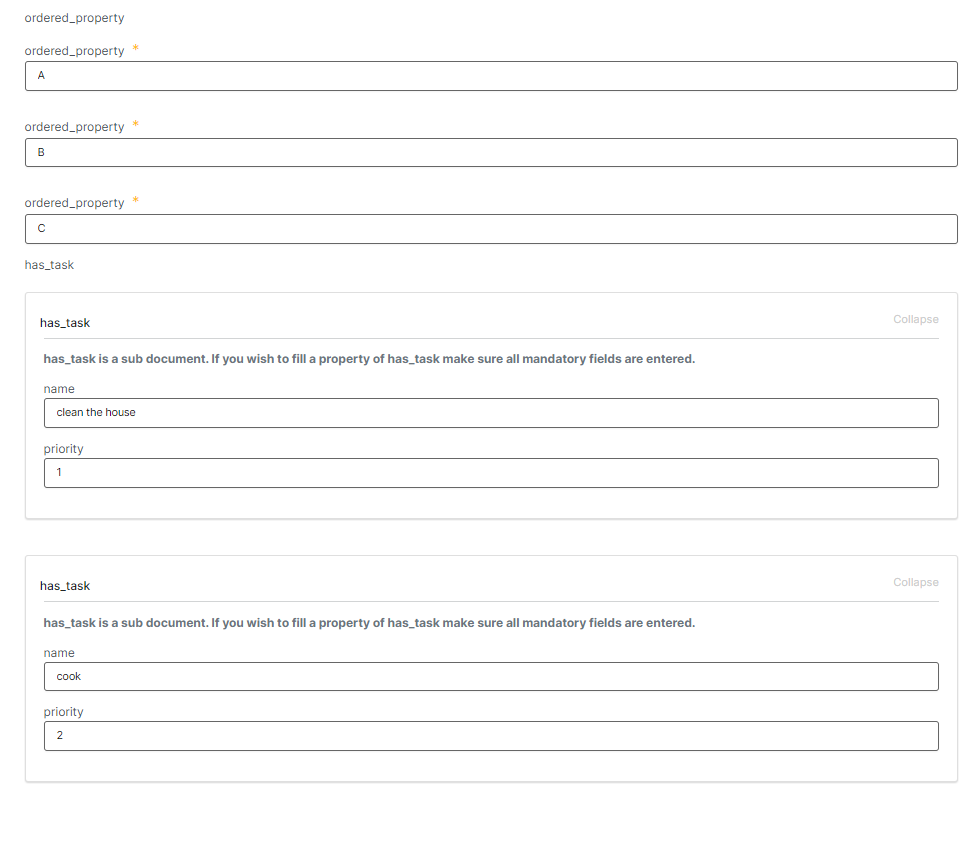 ordered_property
ordered_property *
A
ordered_property *
B
ordered_property *
C
has_task
has_task
Collapse
has_task is a sub document. If you wish to fill a property of has_task make sure all mandatory fields are entered.
name
clean the house
priority
1
has_task
Collapse
has_task is a sub document. If you wish to fill a property of has_task make sure all mandatory fields are entered.
name
cook
priority
2